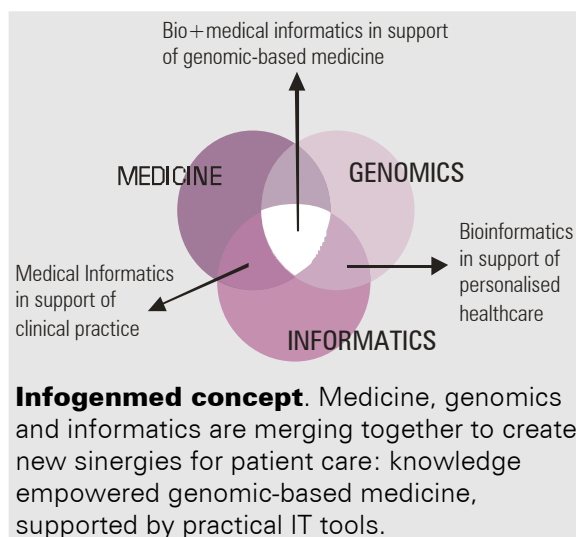 Bio+medical informatics in support
of genomic-based medicine
MEDICINE
GENOMICS
Medical Informatics
in support of
clinical practice
Bioinformatics
in support of
personalised
healthcare
INFORMATICS
Infogenmed concept. Medicine, genomics
and informatics are merging together to create
new sinergies for patient care: knowledge
empowered genomic-based medicine,
supported by practical IT tools.